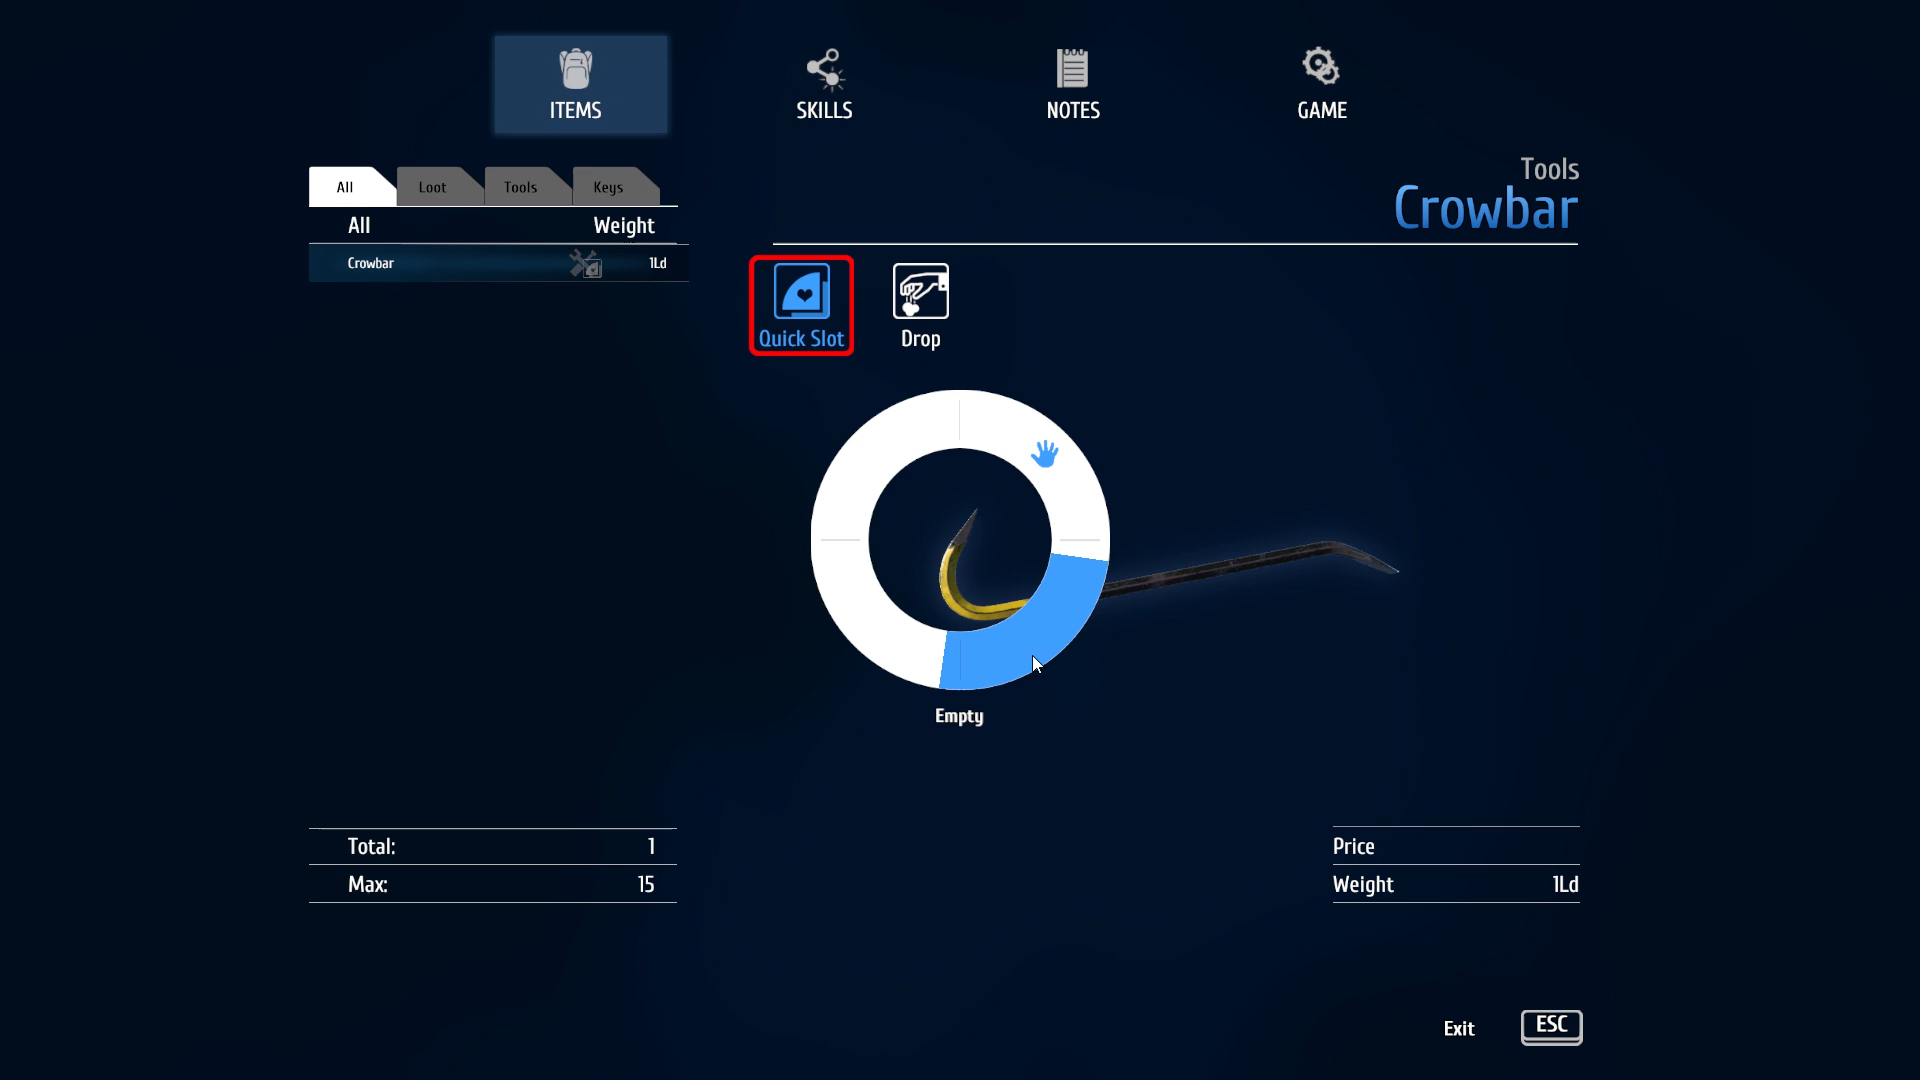 ITEMS
SKILLS
NOTES
GAME
All
Loot
Tools
Keys
Tools
Crowbar
All Weight
Crowbar 1Ld
Quick Slot
Drop
Empty
Total: 1
Max: 15
Price
Weight 1Ld
Exit ESC